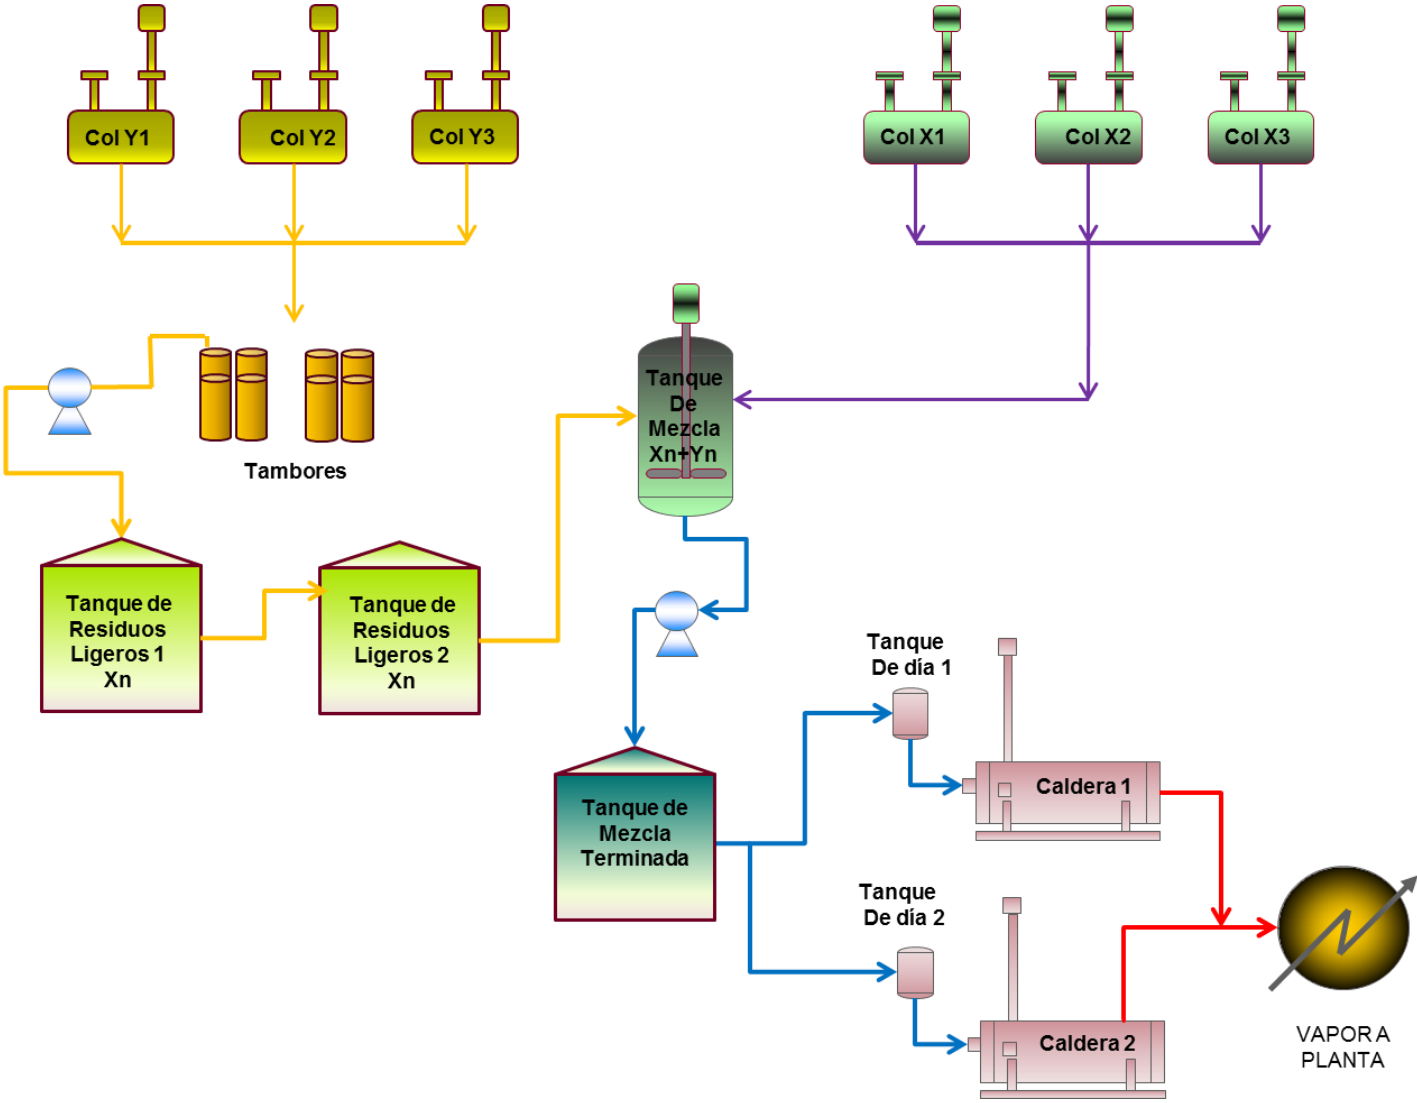 Col Y1
Col Y2
Col Y3
Col X1
Col X2
Col X3
Tambores
Tanque
De
Mezcla
Xn+Yn
Tanque de
Residuos
Ligeros 1
Xn
Tanque de
Residuos
Ligeros 2
Xn
Tanque
De día 1
Caldera 1
Tanque de
Mezcla
Terminada
Tanque
De día 2
Caldera 2
VAPOR A
PLANTA